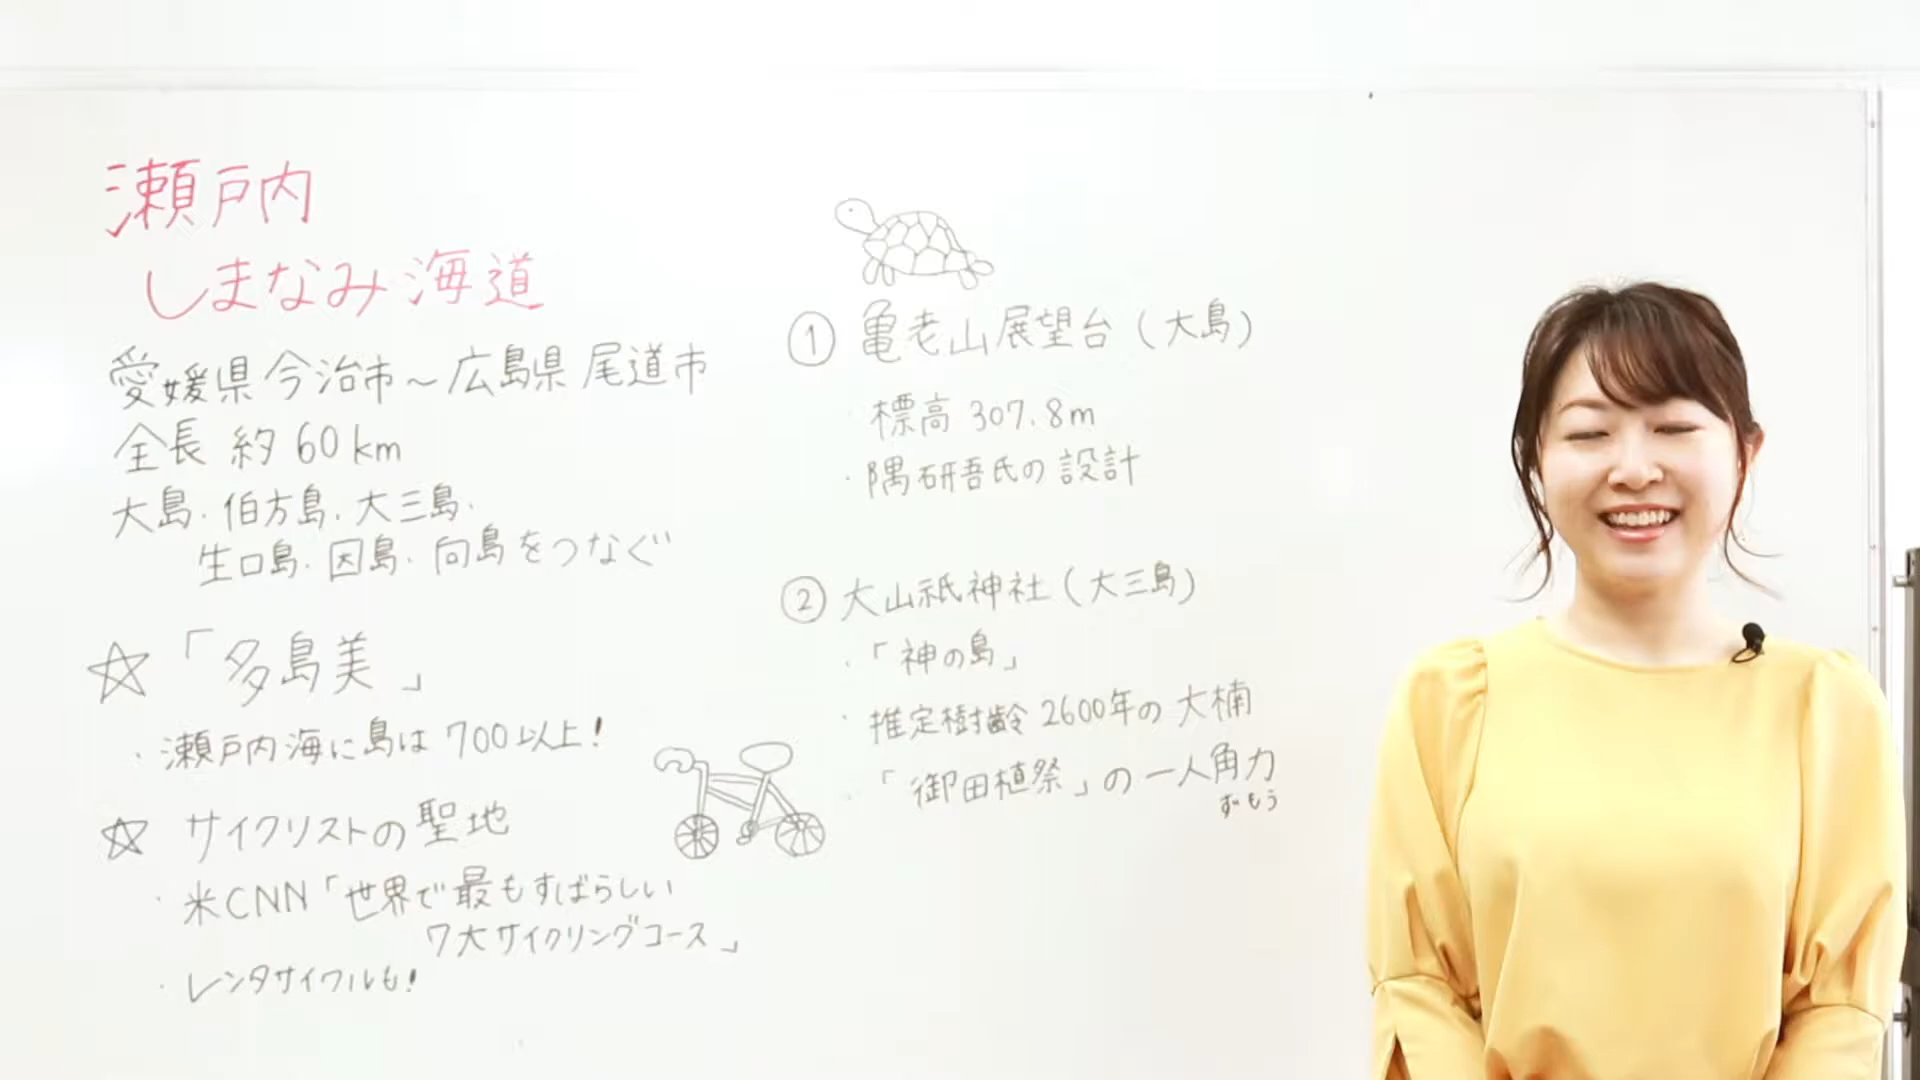 瀬戸内
しまなみ海道
愛媛県 今治市～広島県 尾道市
全長 約 60km
大島・伯方島・大三島・
生口島・因島・向島をつなぐ
☆「多島美」
・瀬戸内海に島は700以上!
☆ サイクリストの聖地
・米CNN「世界で最もすばらしい
7大サイクリングコース」
・レンタサイクルも!
① 亀老山展望台(大島)
・標高 307.8m
・隈研吾氏の設計
② 大山祇神社(大三島)
・「神の島」
・推定樹齢2600年の大楠
・「御田植祭」の一人角力
ずもう